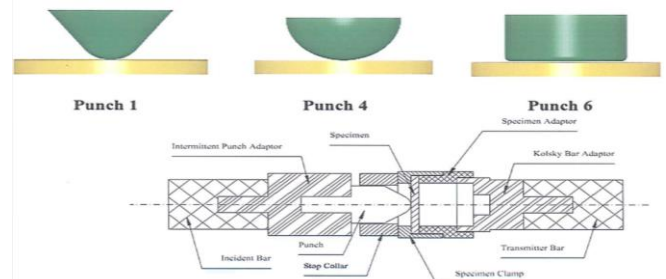 Punch 1
Punch 4
Punch 6
Specimen Adaptor
Specimen
Intermittent Punch Adaptor
Kolsky Bar Adaptor
Punch
Incident Bar
Stop Collar
Transmitter Bar
Specimen Clamp